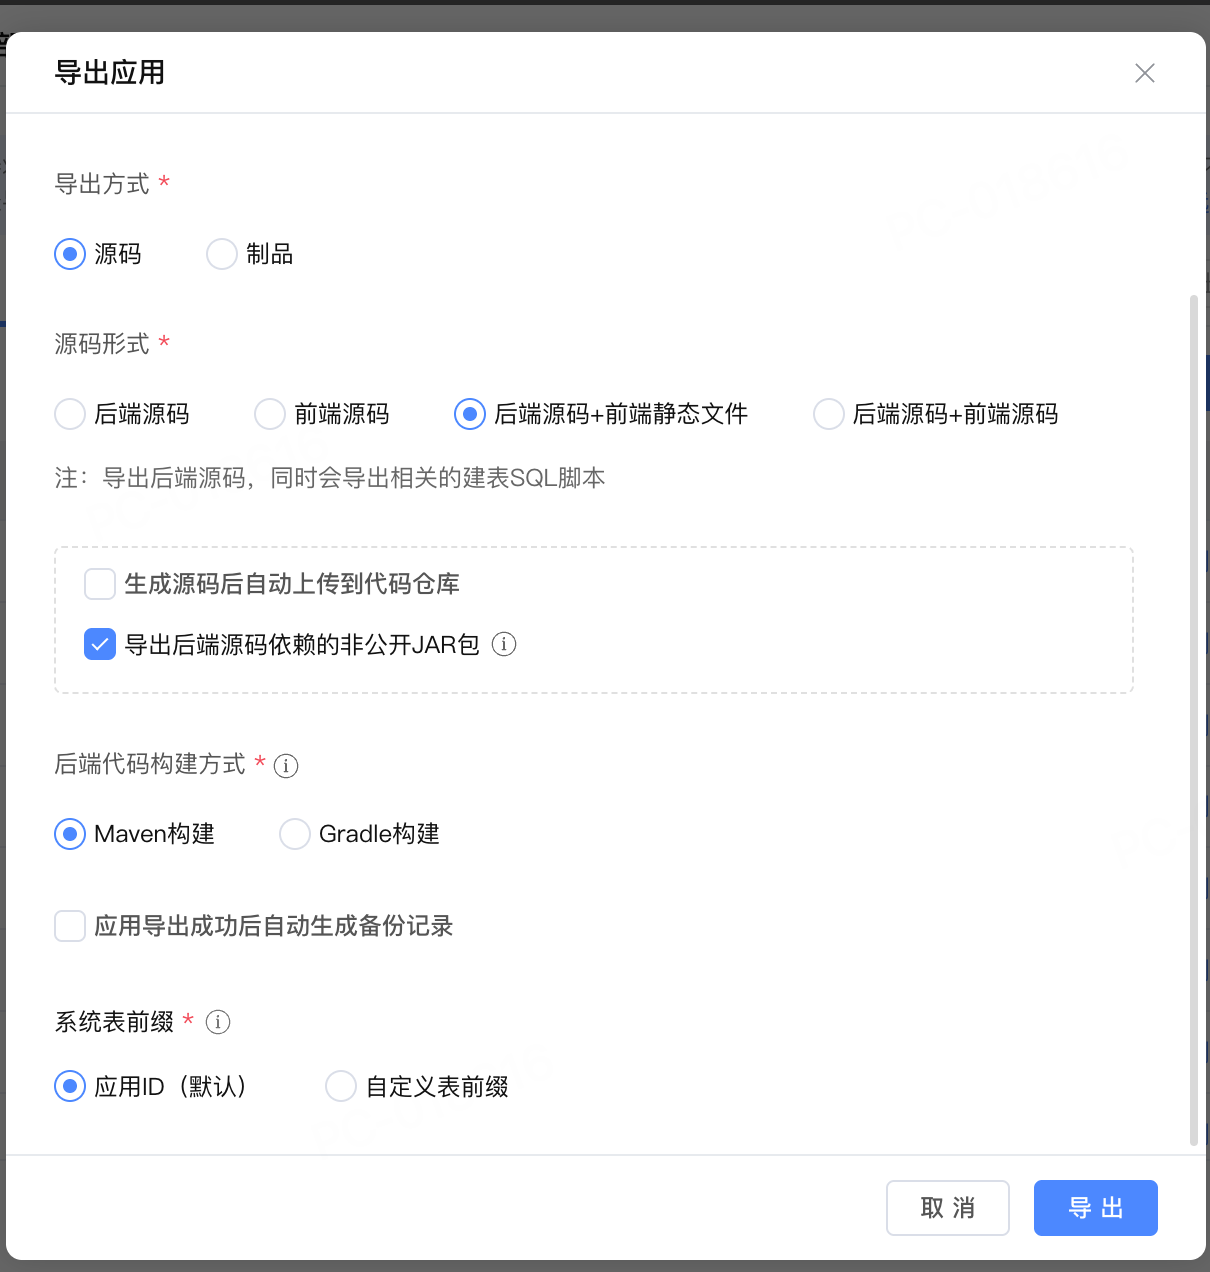 导出应用
导出方式 *
源码 制品
源码形式 *
后端源码 前端源码 后端源码+前端静态文件 后端源码+前端源码
注：导出后端源码，同时会导出相关的建表SQL脚本
生成源码后自动上传到代码仓库
导出后端源码依赖的非公开JAR包
后端代码构建方式 *
Maven构建 Gradle构建
应用导出成功后自动生成备份记录
系统表前缀 *
应用ID（默认） 自定义表前缀
取 消 导 出